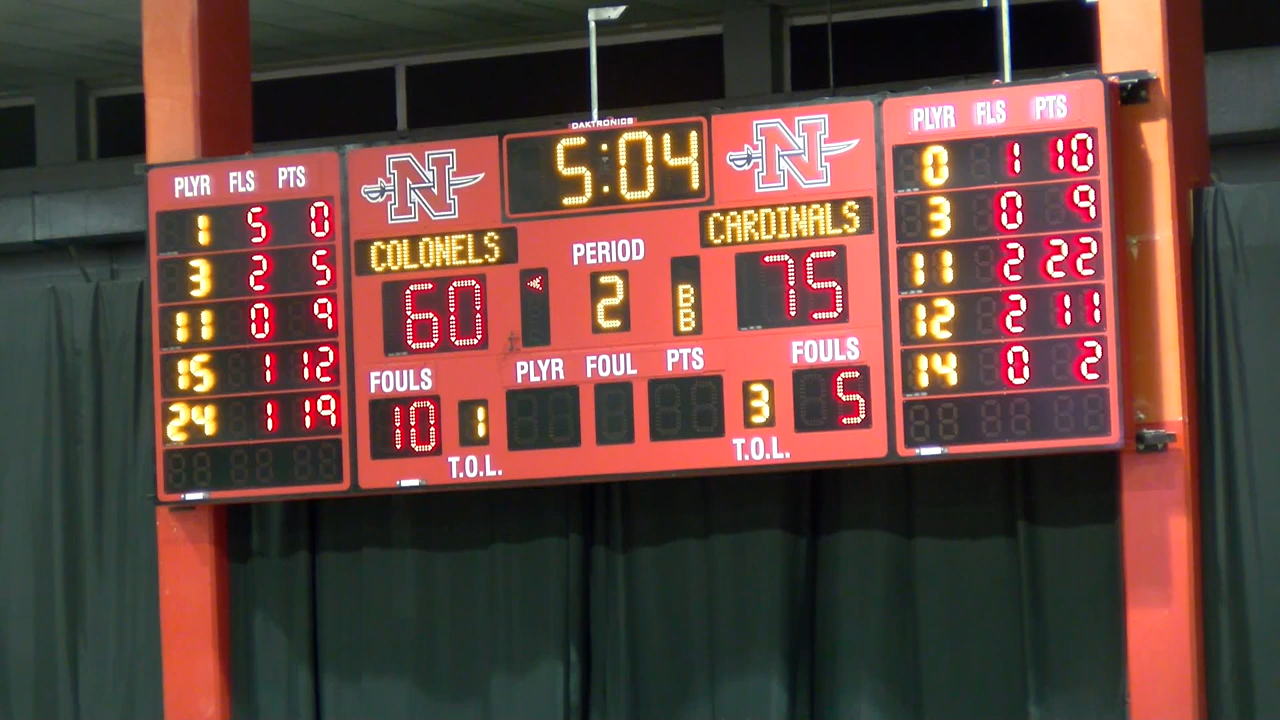 DAKTRONICS
5:04
N
N
COLONELS
CARDINALS
PERIOD
60
2
75
B
B
FOULS
PLYR FOUL PTS
FOULS
10
1
3
5
T.O.L.
T.O.L.
PLYR FLS PTS
1 5 0
3 2 5
11 0 9
15 1 12
24 1 19
PLYR FLS PTS
0 1 10
3 0 9
11 2 22
12 2 11
14 0 2